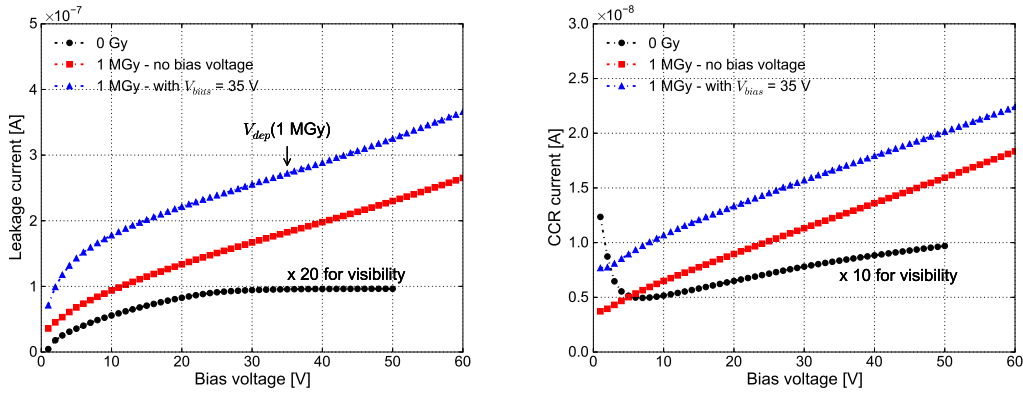 ×10⁻⁷
5
4
3
2
1
0
Leakage current [A]
0 Gy
1 MGy - no bias voltage
1 MGy - with V_bias = 35 V
V_dep(1 MGy)
x 20 for visibility
0 10 20 30 40 50 60
Bias voltage [V]
×10⁻⁸
3.0
2.5
2.0
1.5
1.0
0.5
0.0
CCR current [A]
0 Gy
1 MGy - no bias voltage
1 MGy - with V_bias = 35 V
x 10 for visibility
0 10 20 30 40 50 60
Bias voltage [V]